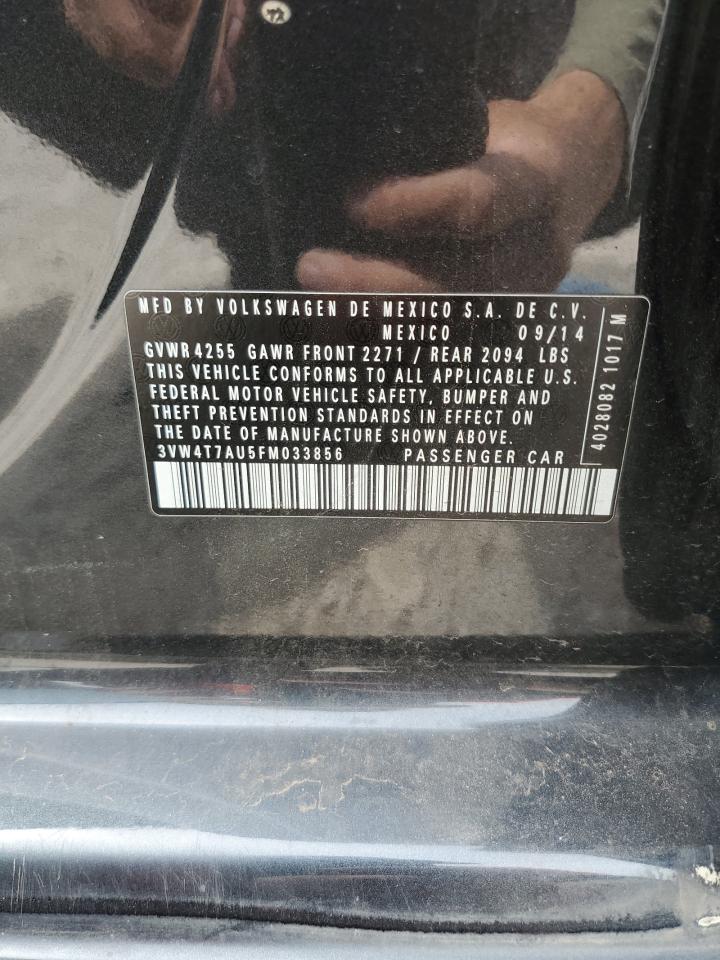 MFD BY VOLKSWAGEN DE MEXICO S.A. DE C.V.
MEXICO 09/14
GVWR 4255 GAWR FRONT 2271 / REAR 2094 LBS
THIS VEHICLE CONFORMS TO ALL APPLICABLE U.S.
FEDERAL MOTOR VEHICLE SAFETY, BUMPER AND
THEFT PREVENTION STANDARDS IN EFFECT ON
THE DATE OF MANUFACTURE SHOWN ABOVE.
3VW4T7AU5FM033856 PASSENGER CAR
4028082 1017 M